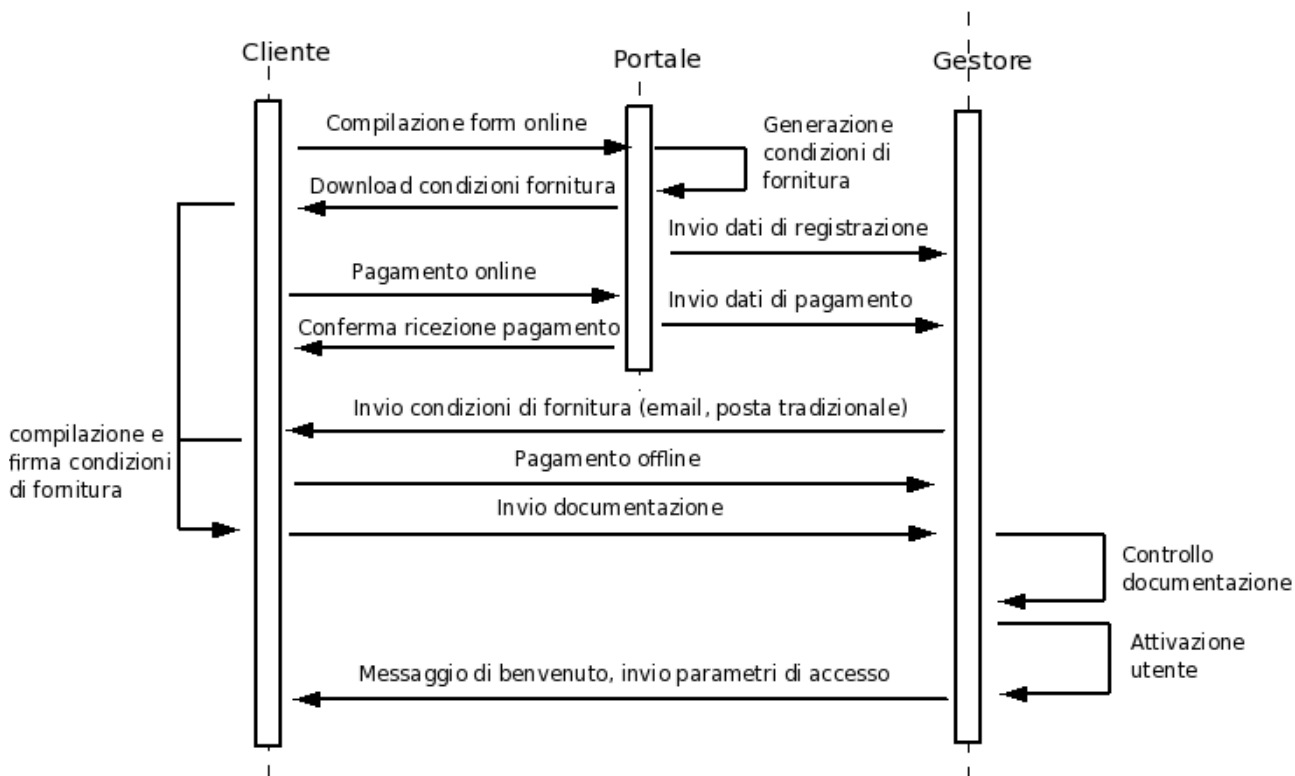 Cliente
Portale
Gestore
Compilazione form online
Generazione
condizioni di
fornitura
Download condizioni fornitura
Invio dati di registrazione
Pagamento online
Invio dati di pagamento
Conferma ricezione pagamento
Invio condizioni di fornitura (email, posta tradizionale)
compilazione e
firma condizioni
di fornitura
Pagamento offline
Invio documentazione
Controllo
documentazione
Attivazione
utente
Messaggio di benvenuto, invio parametri di accesso